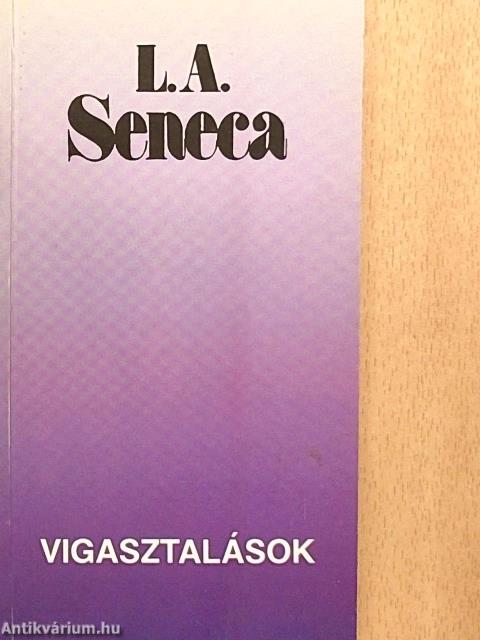 L. A.
Seneca
VIGASZTALÁSOK
Antikvárium.hu